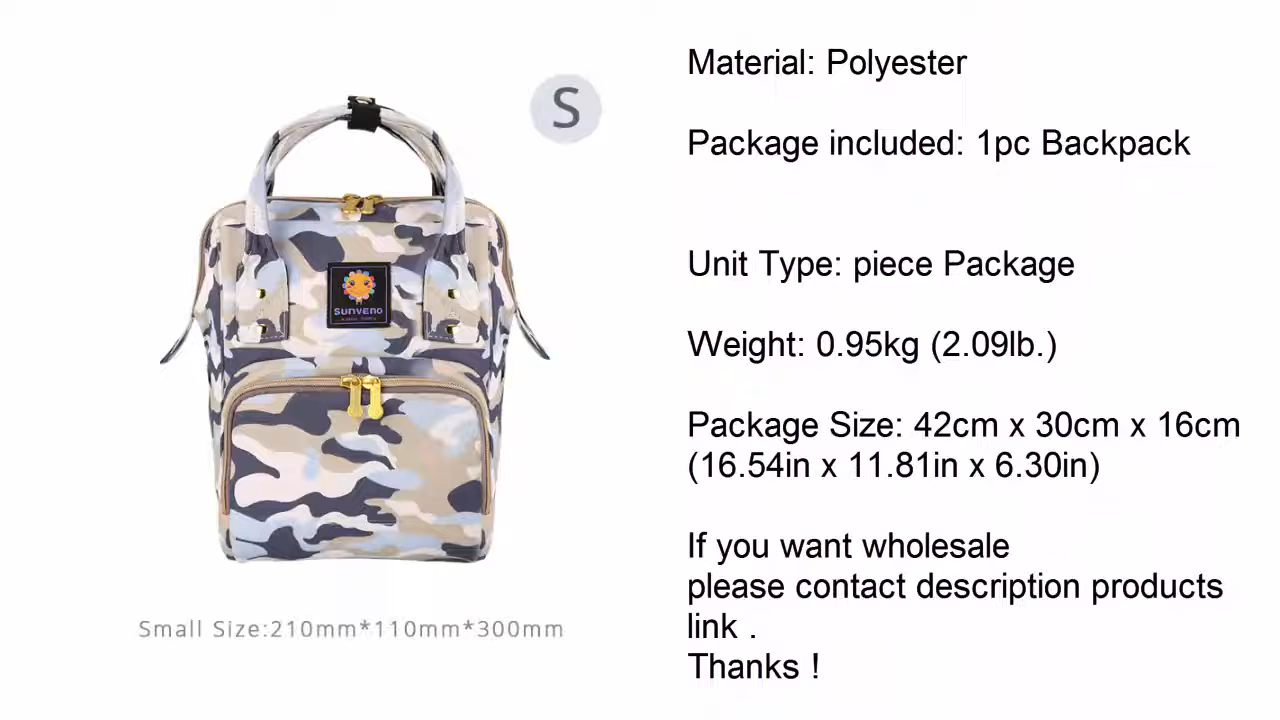 S
sunveno
Small Size:210mm*110mm*300mm
Material: Polyester
Package included: 1pc Backpack
Unit Type: piece Package
Weight: 0.95kg (2.09lb.)
Package Size: 42cm x 30cm x 16cm
(16.54in x 11.81in x 6.30in)
If you want wholesale
please contact description products
link .
Thanks !